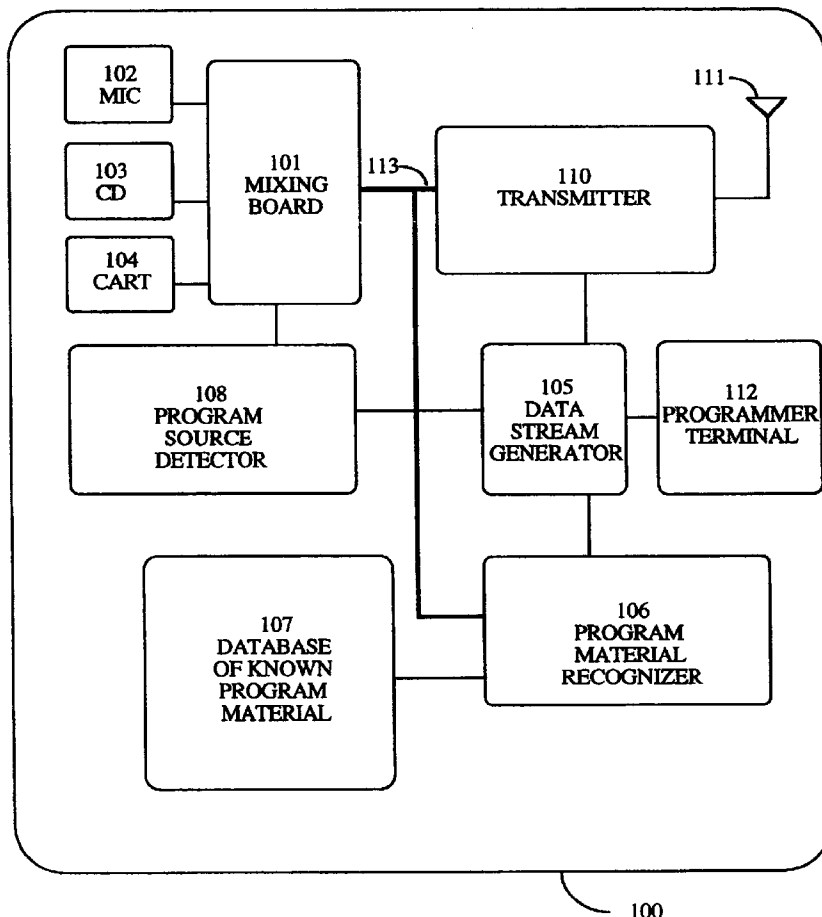 102
MIC
103
CD
104
CART
101
MIXING
BOARD
113
110
TRANSMITTER
111
108
PROGRAM
SOURCE
DETECTOR
105
DATA
STREAM
GENERATOR
112
PROGRAMMER
TERMINAL
107
DATABASE
OF KNOWN
PROGRAM
MATERIAL
106
PROGRAM
MATERIAL
RECOGNIZER
100